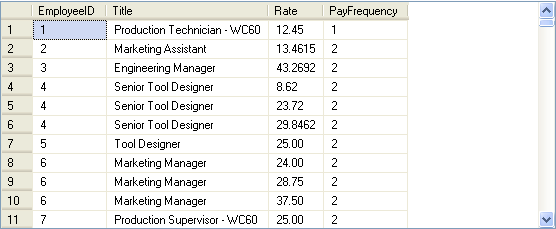 EmployeeID Title Rate PayFrequency
1 1 Production Technician - WC60 12.45 1
2 2 Marketing Assistant 13.4615 2
3 3 Engineering Manager 43.2692 2
4 4 Senior Tool Designer 8.62 2
5 4 Senior Tool Designer 23.72 2
6 4 Senior Tool Designer 29.8462 2
7 5 Tool Designer 25.00 2
8 6 Marketing Manager 24.00 2
9 6 Marketing Manager 28.75 2
10 6 Marketing Manager 37.50 2
11 7 Production Supervisor - WC60 25.00 2